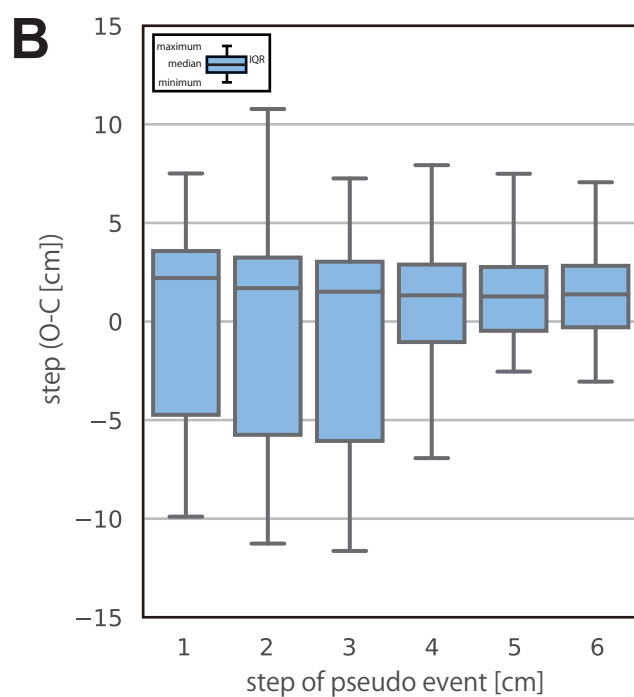 B
maximum
median
IQR
minimum
15
10
5
0
−5
−10
−15
step (O-C [cm])
1 2 3 4 5 6
step of pseudo event [cm]